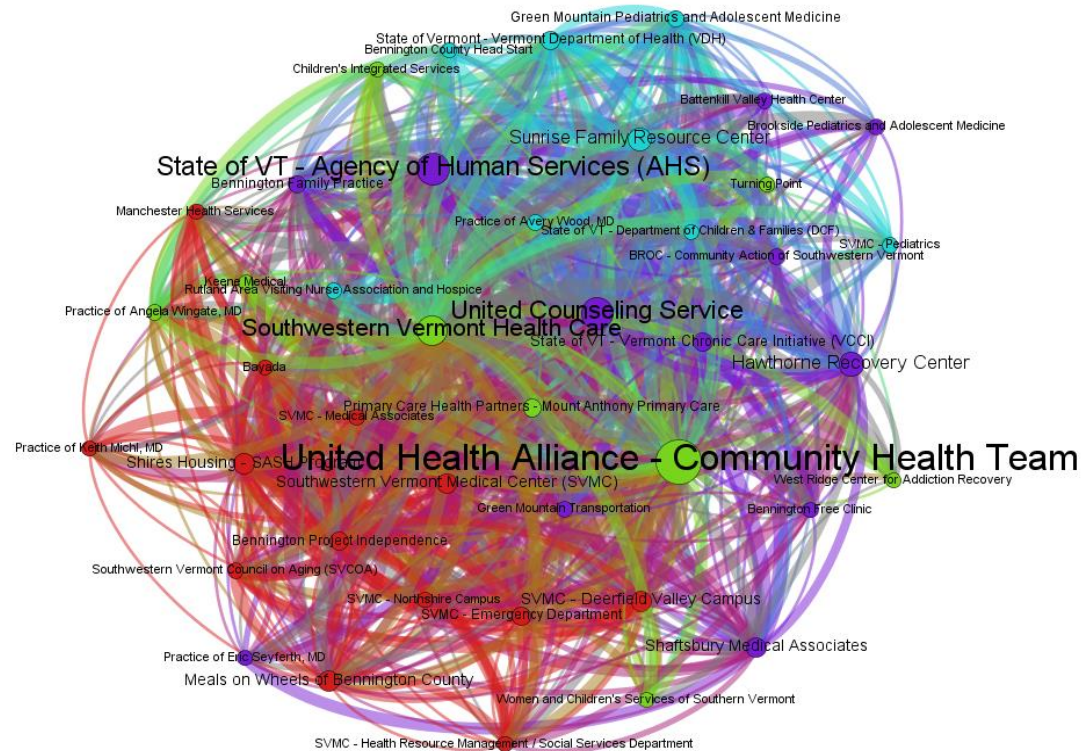 Green Mountain Pediatrics and Adolescent Medicine
State of Vermont - Vermont Department of Health (VDH)
Bennington County Head Start
Children's Integrated Services
Battenkill Valley Health Center
Brookside Pediatrics and Adolescent Medicine
Sunrise Family Resource Center
State of VT - Agency of Human Services (AHS)
Bennington Family Practice
Turning Point
Manchester Health Services
Practice of Avery Wood, MD
State of VT - Department of Children & Families (DCF)
SVMC - Pediatrics
BROC - Community Action of Southwestern Vermont
Keene Medical
Rutland Area Visiting Nurse Association and Hospice
Practice of Angela Wingate, MD
United Counseling Service
Southwestern Vermont Health Care
State of VT - Vermont Chronic Care Initiative (VCCI)
Hawthorne Recovery Center
Bayada
Primary Care Health Partners - Mount Anthony Primary Care
SVMC - Medical Associates
Practice of Keith Michl, MD
United Health Alliance - Community Health Team
Shires Housing - SASH Program
Southwestern Vermont Medical Center (SVMC)
West Ridge Center for Addiction Recovery
Green Mountain Transportation
Bennington Free Clinic
Bennington Project Independence
Southwestern Vermont Council on Aging (SVCOA)
SVMC - Northshire Campus
SVMC - Deerfield Valley Campus
SVMC - Emergency Department
Shaftsbury Medical Associates
Practice of Eric Seyferth, MD
Meals on Wheels of Bennington County
Women and Children's Services of Southern Vermont
SVMC - Health Resource Management / Social Services Department